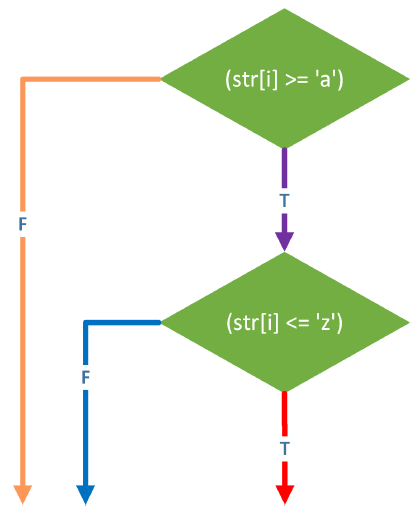 (str[i] >= 'a')
T
F
(str[i] <= 'z')
F
T